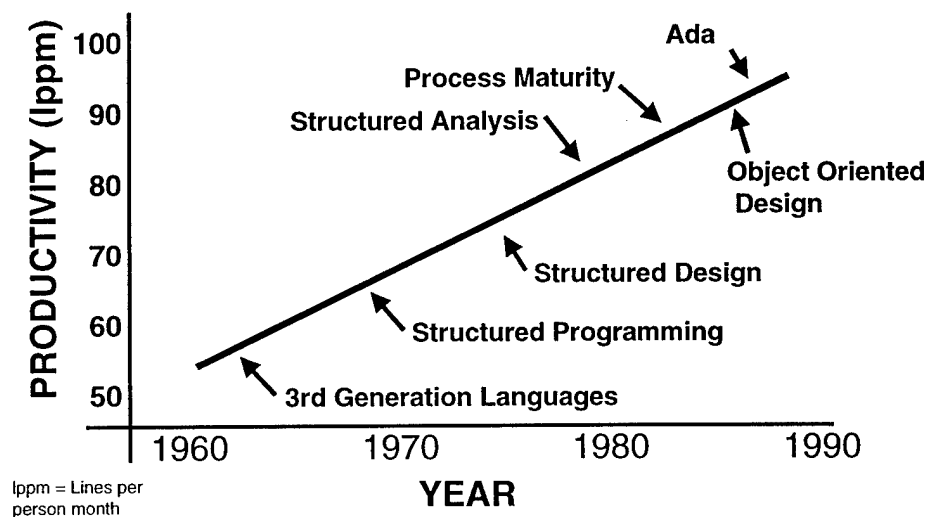 PRODUCTIVITY (lppm)
100
90
80
70
60
50
Ada
Process Maturity
Structured Analysis
Object Oriented
Design
Structured Design
Structured Programming
3rd Generation Languages
1960
1970
1980
1990
YEAR
lppm = Lines per
person month